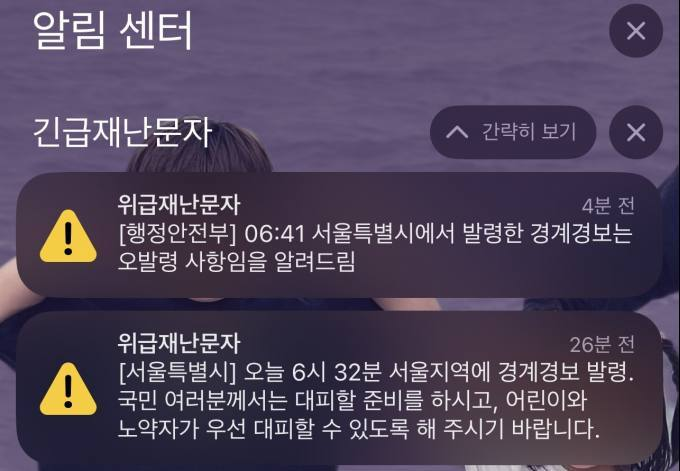 알림 센터
긴급재난문자
간략히 보기
위급재난문자
4분 전
[행정안전부] 06:41 서울특별시에서 발령한 경계경보는
오발령 사항임을 알려드림
위급재난문자
26분 전
[서울특별시] 오늘 6시 32분 서울지역에 경계경보 발령.
국민 여러분께서는 대피할 준비를 하시고, 어린이와
노약자가 우선 대피할 수 있도록 해 주시기 바랍니다.